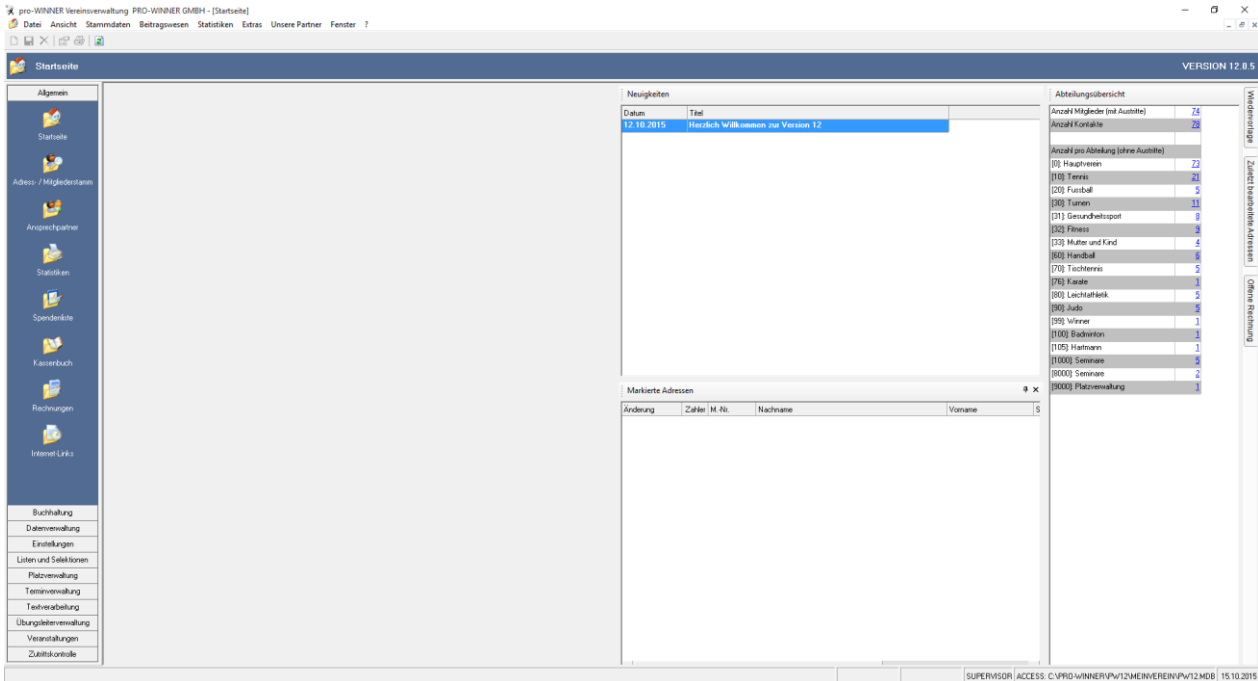 pro-WINNER Vereinsverwaltung PRO-WINNER GMBH - [Startseite]
Datei Ansicht Stammdaten Beitragswesen Statistiken Extras Unsere Partner Fenster ?
Startseite
VERSION 12.0.5
Allgemein
Startseite
Adress- / Mitgliederstamm
Ansprechpartner
Statistiken
Spendenliste
Kassenbuch
Rechnungen
Internet-Links
Buchhaltung
Datenverwaltung
Einstellungen
Listen und Selektionen
Platzverwaltung
Terminverwaltung
Textverarbeitung
Übungsleiterverwaltung
Veranstaltungen
Zutrittskontrolle
Neuigkeiten
Datum Titel
12.10.2015 Herzlich Willkommen zur Version 12
Markierte Adressen
Änderung Zahler M.-Nr. Nachname Vorname S
Abteilungsübersicht
Anzahl Mitglieder (mit Austritte) 74
Anzahl Kontakte 78
Anzahl pro Abteilung (ohne Austritte)
[0]: Hauptverein 73
[10]: Tennis 21
[20]: Fussball 5
[30]: Turnen 11
[31]: Gesundheitssport 8
[32]: Fitness 9
[33]: Mutter und Kind 4
[60]: Handball 6
[70]: Tischtennis 5
[76]: Karate 1
[80]: Leichtathletik 5
[90]: Judo 5
[99]: Winner 1
[100]: Badminton 1
[105]: Hartmann 1
[1000]: Seminare 5
[8000]: Seminare 2
[9000]: Platzverwaltung 1
Wiedervorlage
Zuletzt bearbeitete Adressen
Offene Rechnung
SUPERVISOR ACCESS: C:\PRO-WINNER\PW12\MEINVEREIN\PW12.MDB 15.10.2015